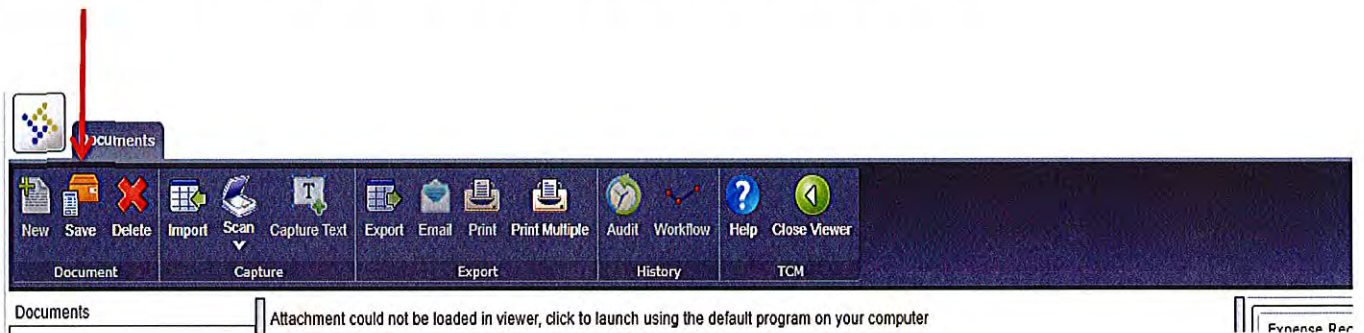 Documents
New Save Delete Import Scan Capture Text Export Email Print Print Multiple Audit Workflow Help Close Viewer
Document Capture Export History TCM
Documents
Attachment could not be loaded in viewer, click to launch using the default program on your computer
Expense Rec